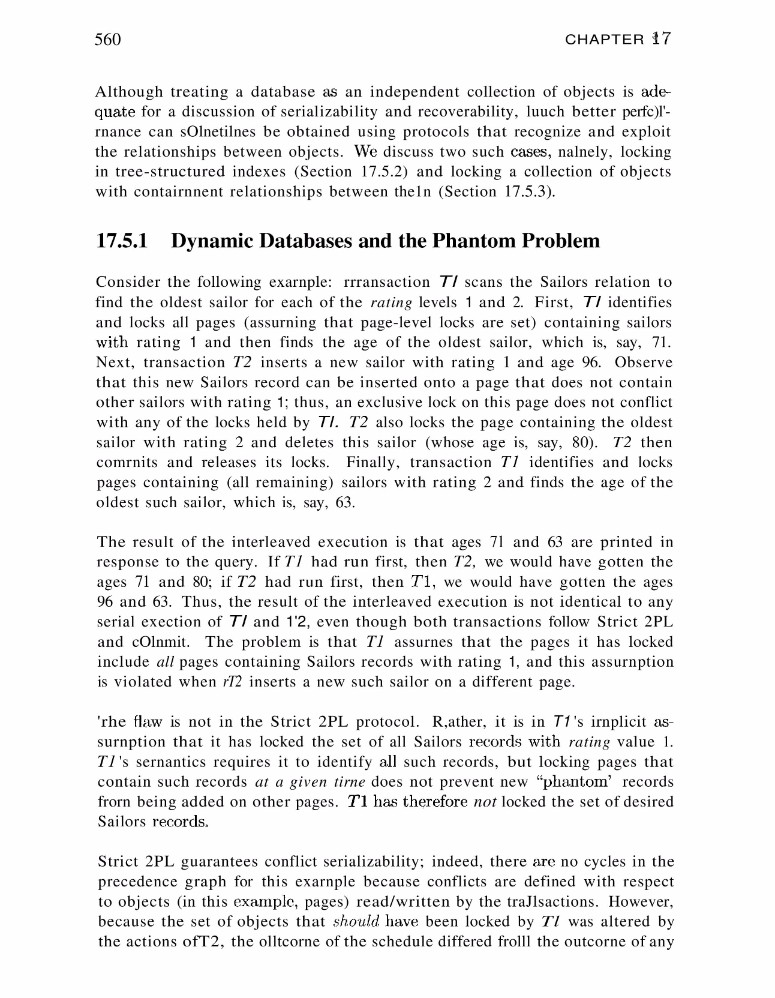 560 CHAPTER 17
Although treating a database as an independent collection of objects is ade-
quate for a discussion of serializability and recoverability, luuch better perfc)l'-
rnance can sOlnetilnes be obtained using protocols that recognize and exploit
the relationships between objects. We discuss two such cases, nalnely, locking
in tree-structured indexes (Section 17.5.2) and locking a collection of objects
with contairnnent relationships between the1n (Section 17.5.3).
17.5.1 Dynamic Databases and the Phantom Problem
Consider the following exarnple: rrransaction T1 scans the Sailors relation to
find the oldest sailor for each of the rating levels 1 and 2. First, T1 identifies
and locks all pages (assurning that page-level locks are set) containing sailors
with rating 1 and then finds the age of the oldest sailor, which is, say, 71.
Next, transaction T2 inserts a new sailor with rating 1 and age 96. Observe
that this new Sailors record can be inserted onto a page that does not contain
other sailors with rating 1; thus, an exclusive lock on this page does not conflict
with any of the locks held by T1. T2 also locks the page containing the oldest
sailor with rating 2 and deletes this sailor (whose age is, say, 80). T2 then
comrnits and releases its locks. Finally, transaction T1 identifies and locks
pages containing (all remaining) sailors with rating 2 and finds the age of the
oldest such sailor, which is, say, 63.
The result of the interleaved execution is that ages 71 and 63 are printed in
response to the query. If T1 had run first, then T2, we would have gotten the
ages 71 and 80; if T2 had run first, then T1, we would have gotten the ages
96 and 63. Thus, the result of the interleaved execution is not identical to any
serial exection of T1 and 1'2, even though both transactions follow Strict 2PL
and cOlnmit. The problem is that T1 assurnes that the pages it has locked
include all pages containing Sailors records with rating 1, and this assurnption
is violated when rT2 inserts a new such sailor on a different page.
'rhe flaw is not in the Strict 2PL protocol. R,ather, it is in T1's irnplicit as-
surnption that it has locked the set of all Sailors records with rating value 1.
T1's sernantics requires it to identify all such records, but locking pages that
contain such records at a given tirne does not prevent new “phantom' records
frorn being added on other pages. T1 has therefore not locked the set of desired
Sailors records.
Strict 2PL guarantees conflict serializability; indeed, there are no cycles in the
precedence graph for this exarnple because conflicts are defined with respect
to objects (in this example, pages) read/written by the traJlsactions. However,
because the set of objects that should have been locked by T1 was altered by
the actions ofT2, the olltcorne of the schedule differed frolll the outcorne of any